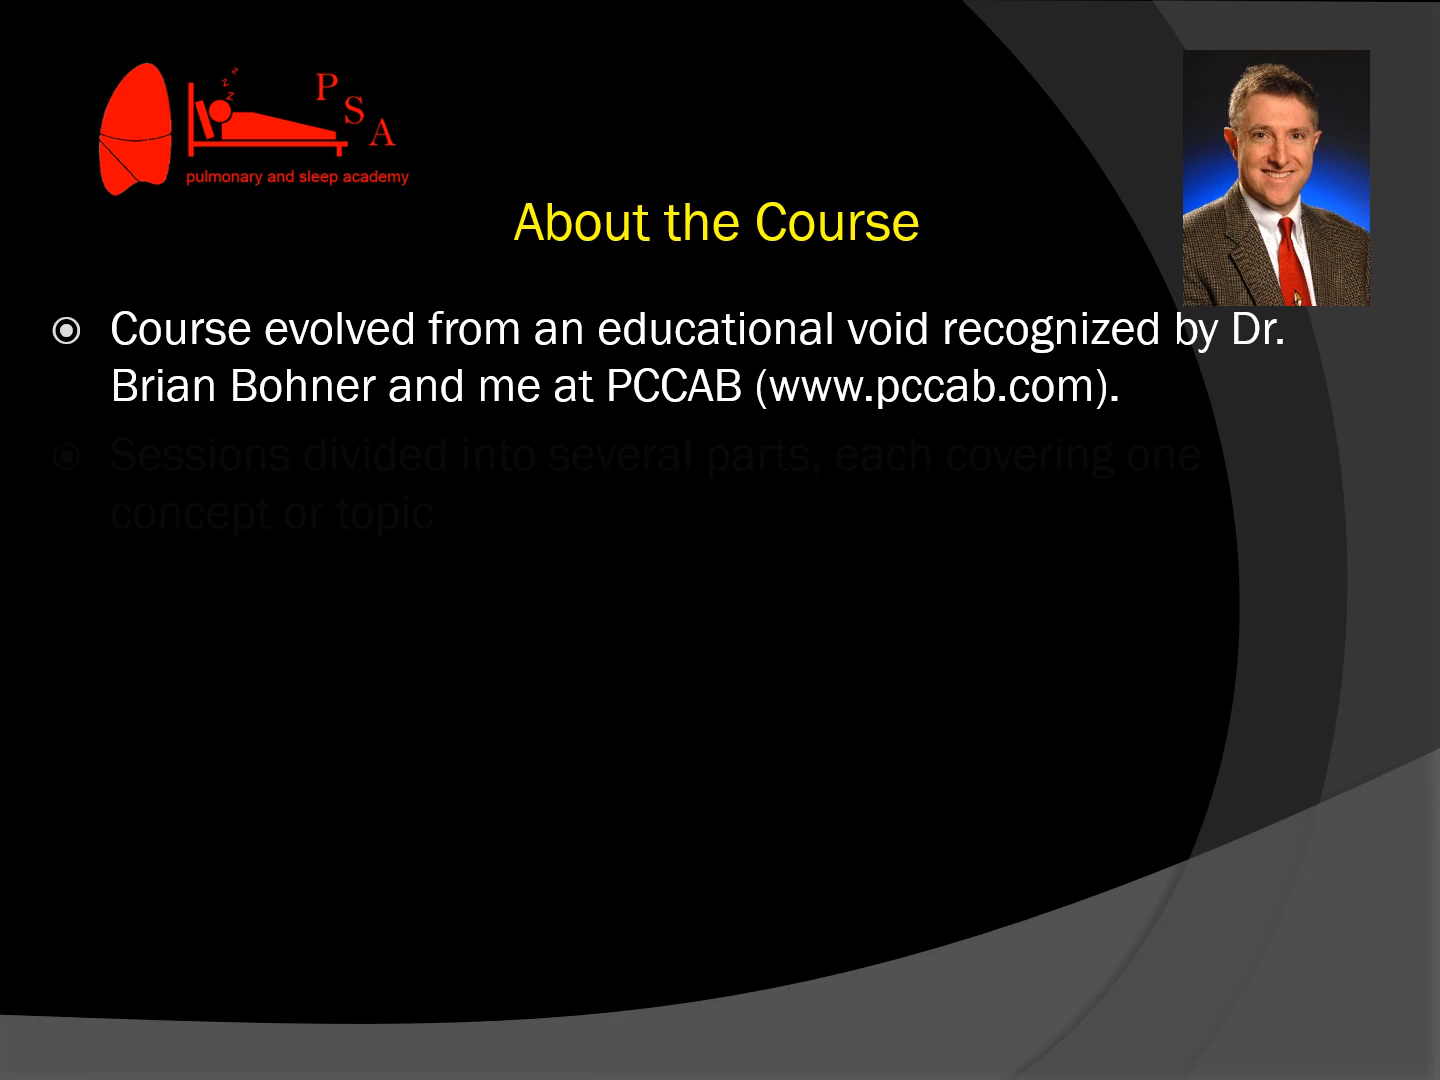 z
z
z
P
S
A
pulmonary and sleep academy
About the Course
Course evolved from an educational void recognized by Dr.
Brian Bohner and me at PCCAB (www.pccab.com).
Sessions divided into several parts, each covering one
concept or topic